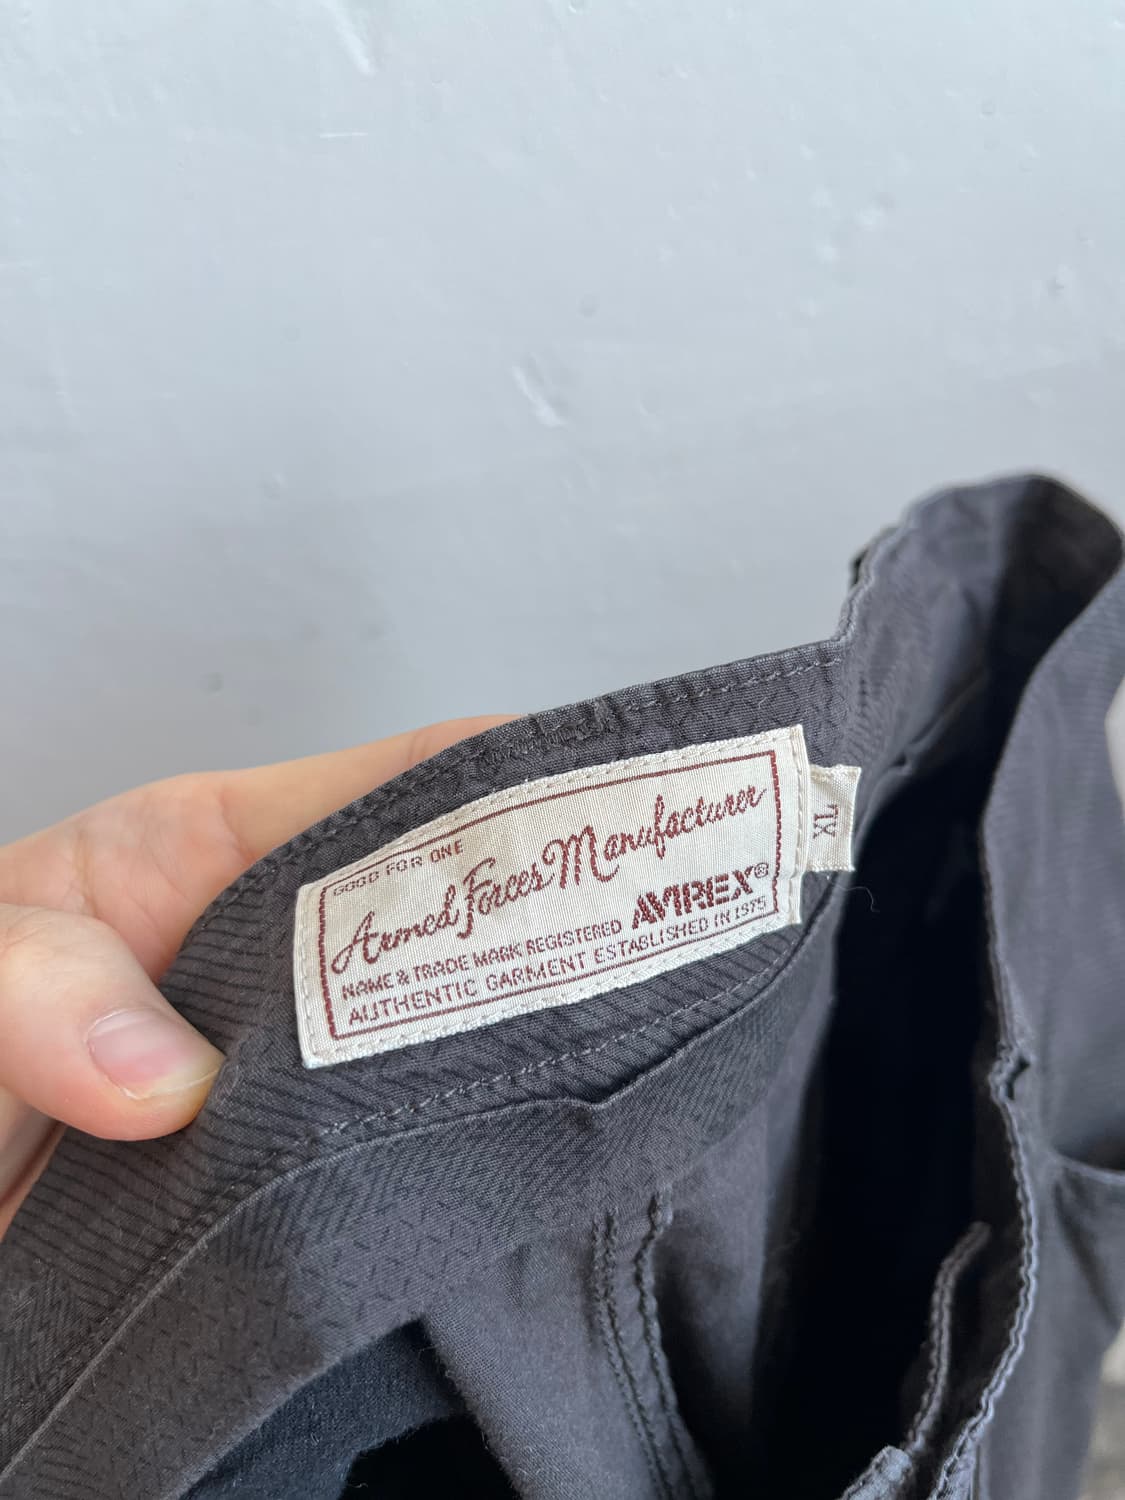 GOOD FOR ONE
Armed Forces Manufacturer
NAME & TRADE MARK REGISTERED AVIREX®
AUTHENTIC GARMENT ESTABLISHED IN 1975
XL